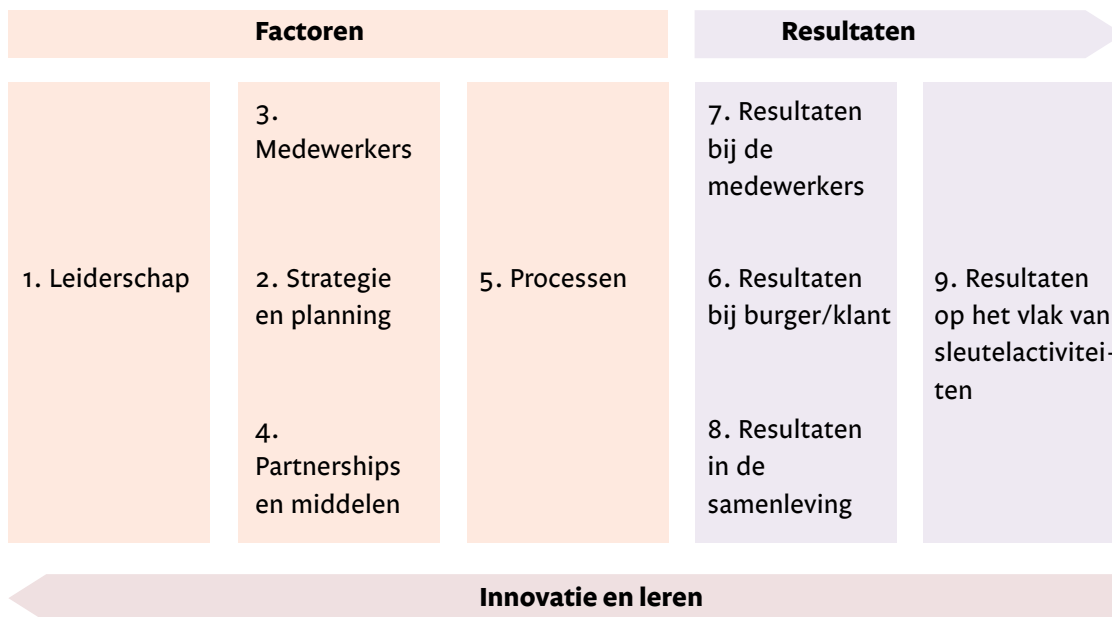 Factoren
Resultaten
1. Leiderschap
3.
Medewerkers
2. Strategie
en planning
4.
Partnerships
en middelen
5. Processen
7. Resultaten
bij de
medewerkers
6. Resultaten
bij burger/klant
8. Resultaten
in de
samenleving
9. Resultaten
op het vlak van
sleutelactivitei-
ten
Innovatie en leren